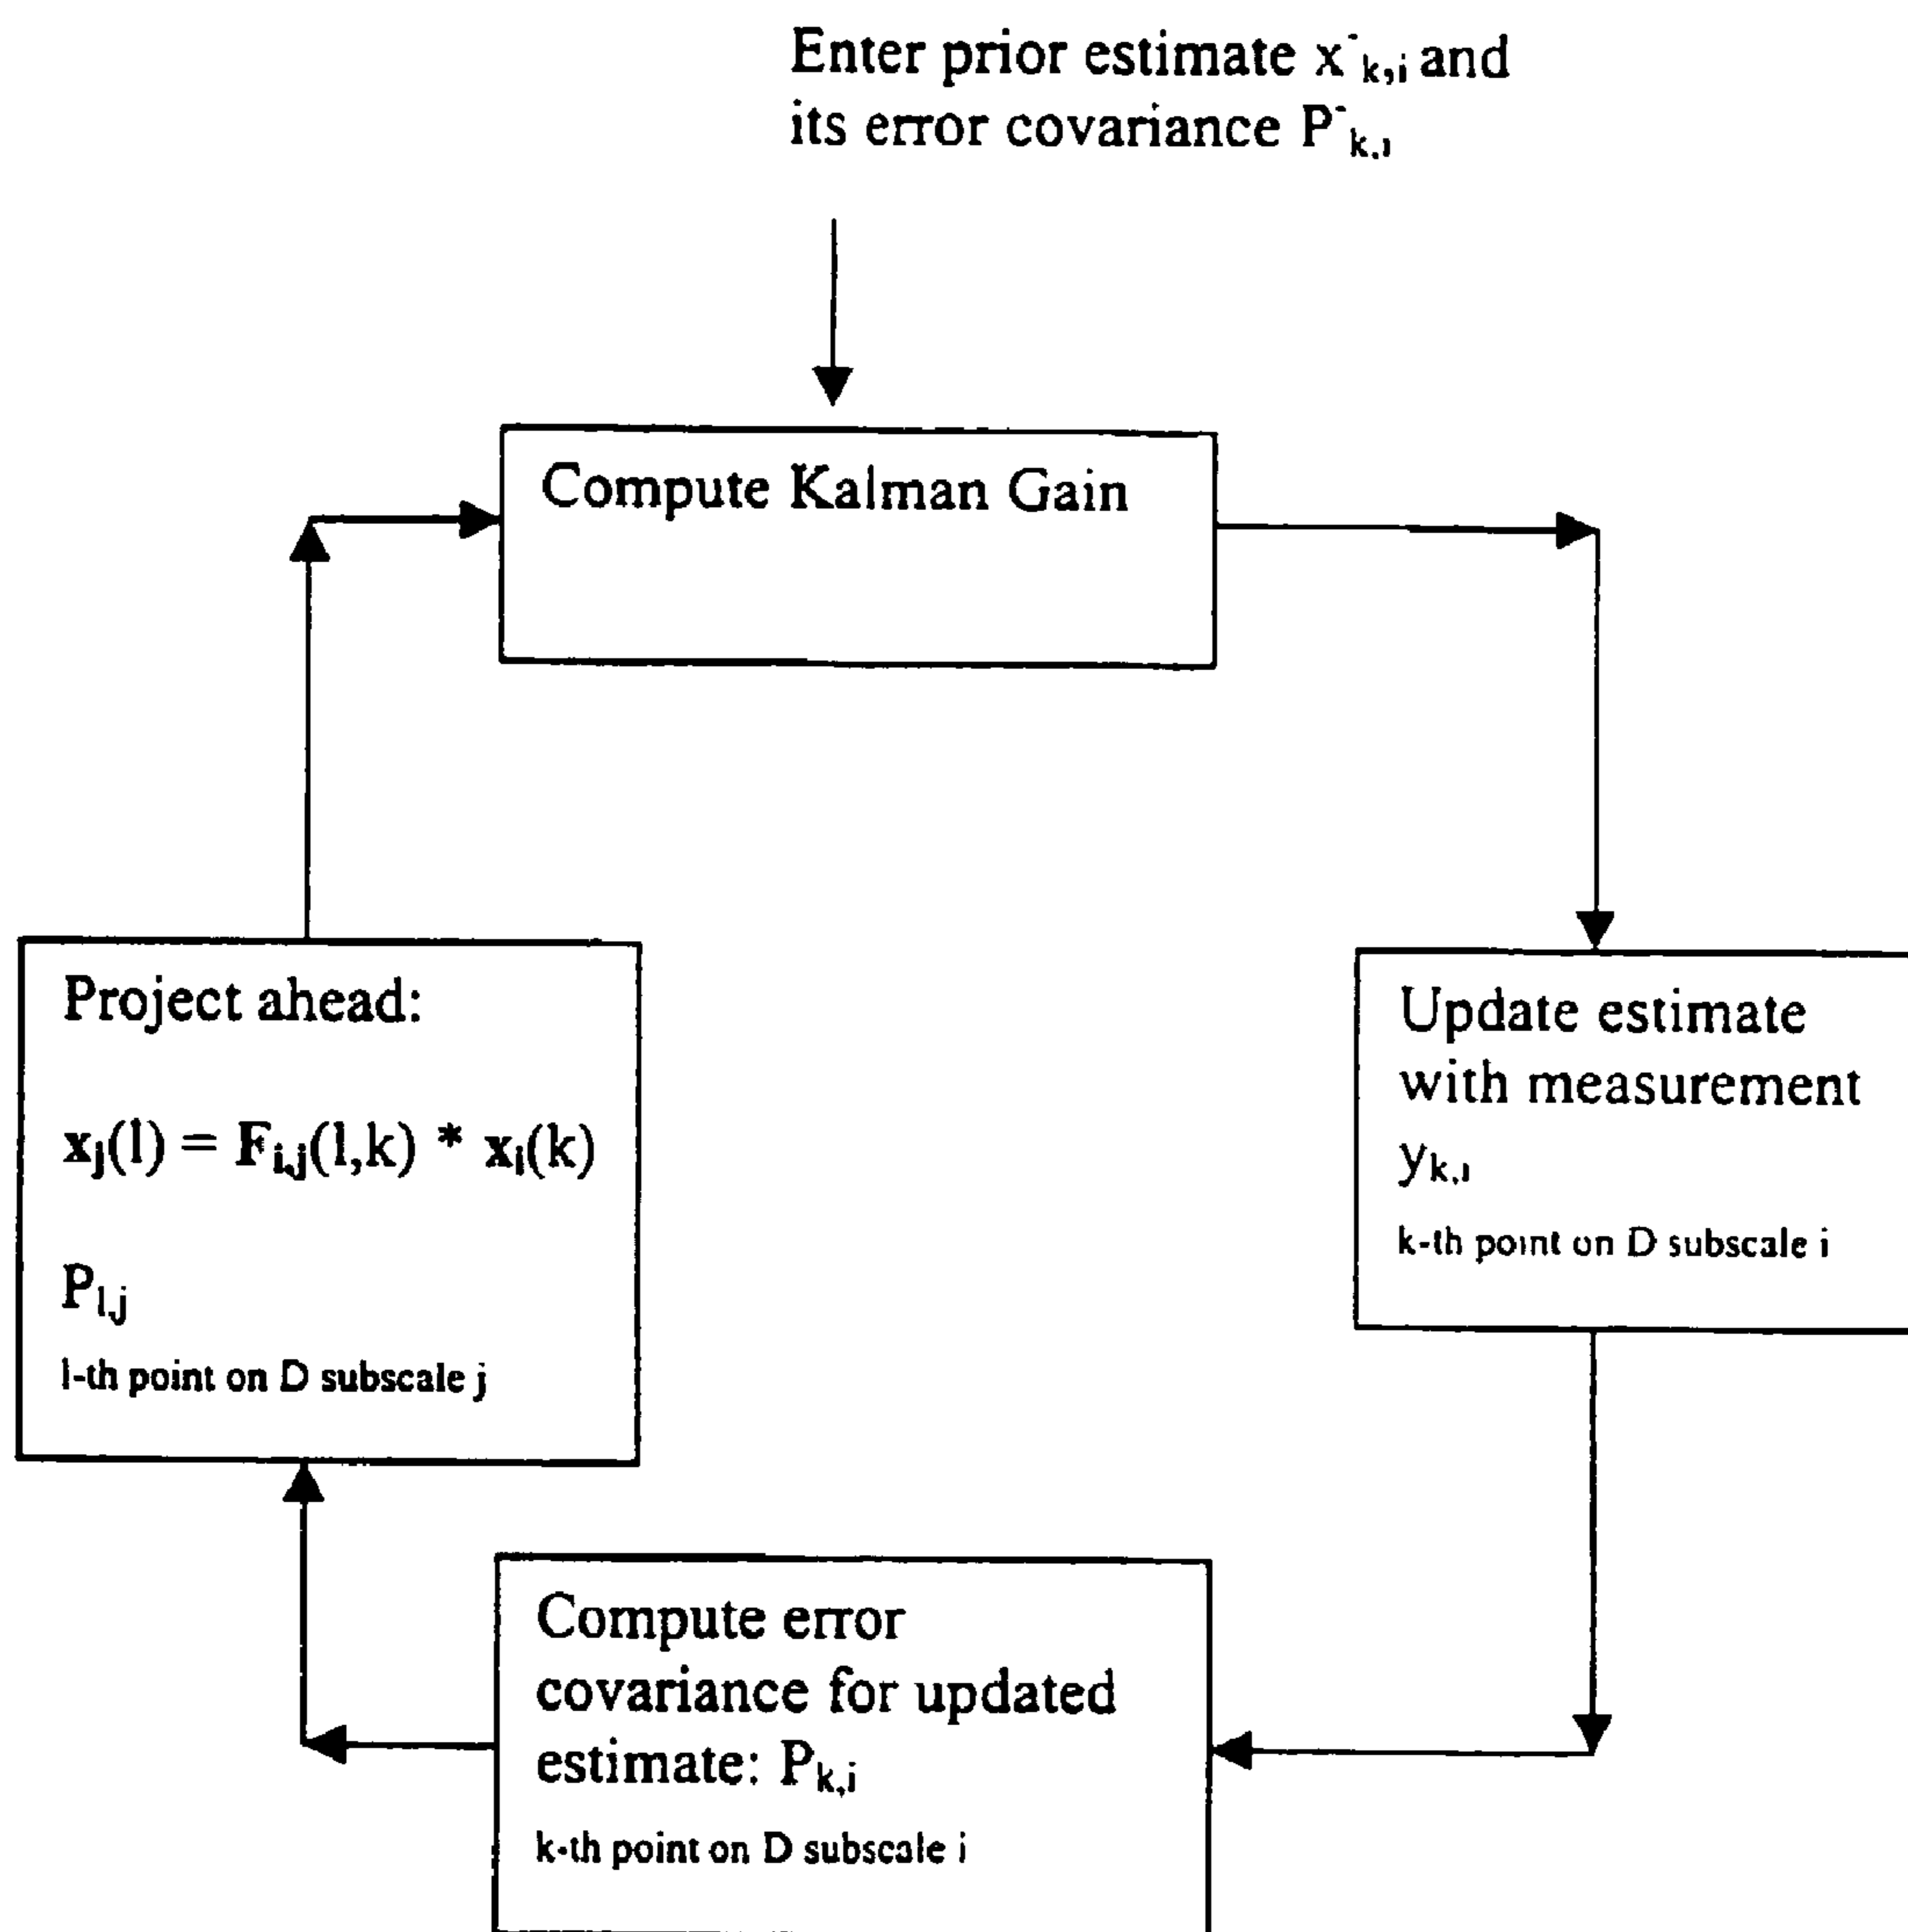 Enter prior estimate x⁻ₖ,ᵢ and
its error covariance P⁻ₖ,ᵢ
Compute Kalman Gain
Project ahead:
xⱼ(l) = Fᵢ,ⱼ(l,k) * xᵢ(k)
Pₗ,ⱼ
l-th point on D subscale j
Update estimate
with measurement
yₖ,ᵢ
k-th point on D subscale i
Compute error
covariance for updated
estimate: Pₖ,ᵢ
k-th point on D subscale i